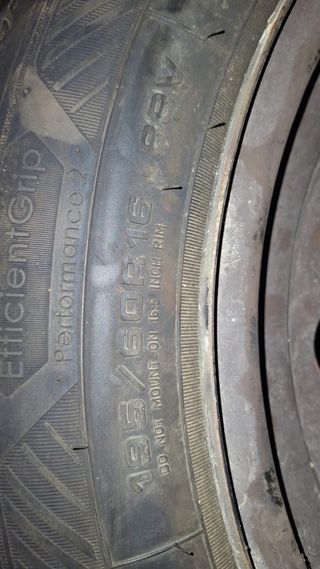 EfficientGrip
Performance 2
195/60R16 89V
DO NOT MOUNT ON 16.5 INCH RIM